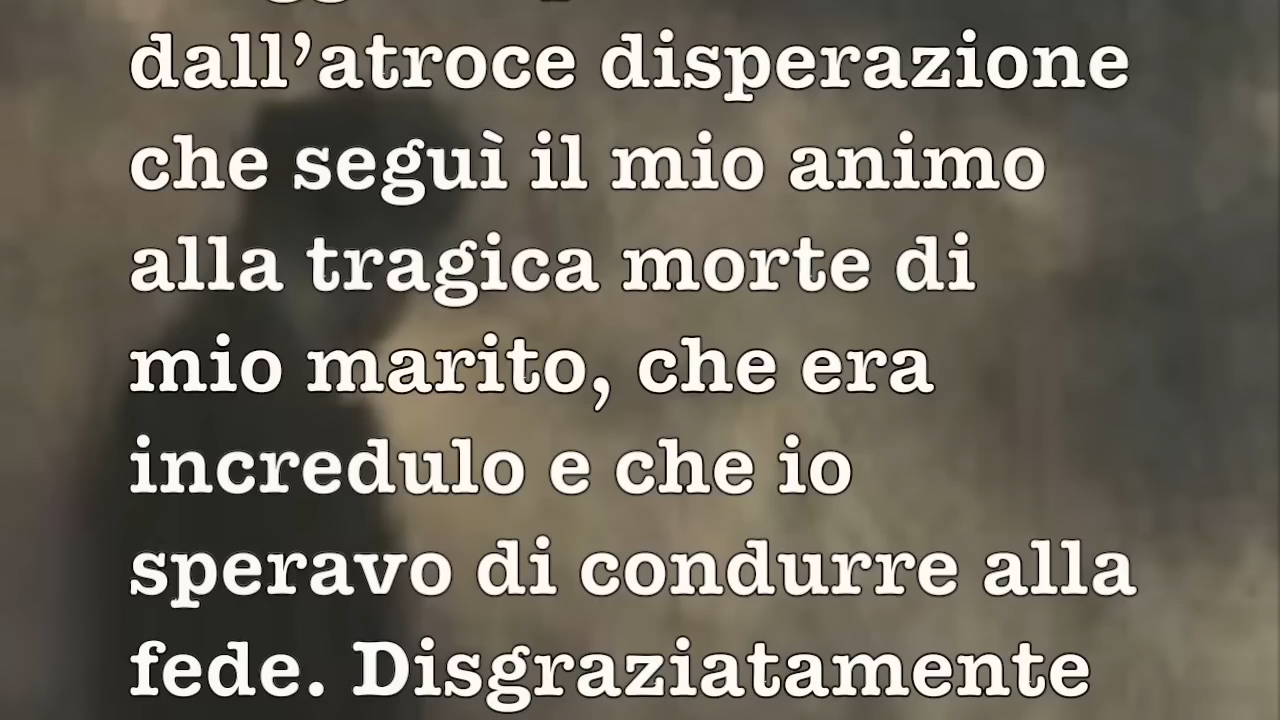 dall’atroce disperazione
che seguì il mio animo
alla tragica morte di
mio marito, che era
incredulo e che io
speravo di condurre alla
fede. Disgraziatamente